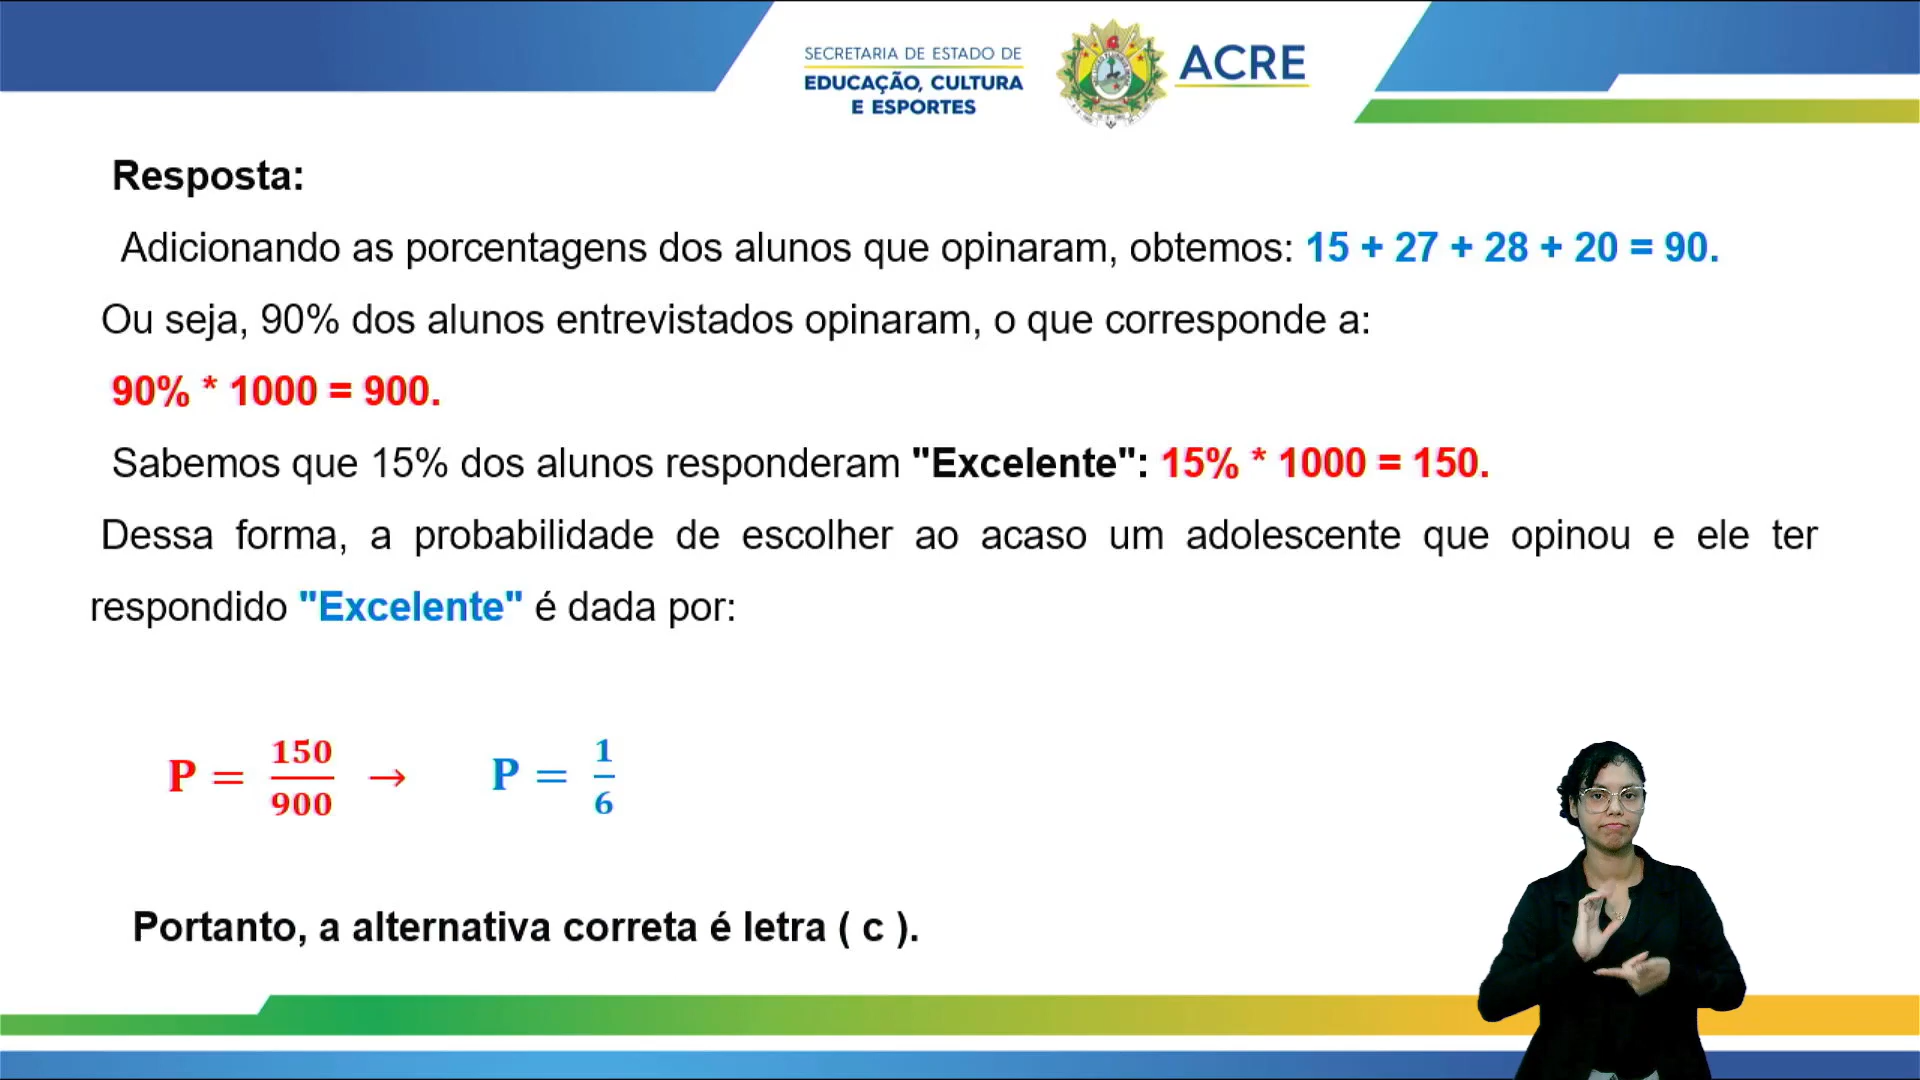 SECRETARIA DE ESTADO DE
EDUCAÇÃO, CULTURA
E ESPORTES
ACRE
Resposta:
Adicionando as porcentagens dos alunos que opinaram, obtemos: 15 + 27 + 28 + 20 = 90.
Ou seja, 90% dos alunos entrevistados opinaram, o que corresponde a:
90% * 1000 = 900.
Sabemos que 15% dos alunos responderam "Excelente": 15% * 1000 = 150.
Dessa forma, a probabilidade de escolher ao acaso um adolescente que opinou e ele ter
respondido "Excelente" é dada por:
P = 150/900 → P = 1/6
Portanto, a alternativa correta é letra ( c ).